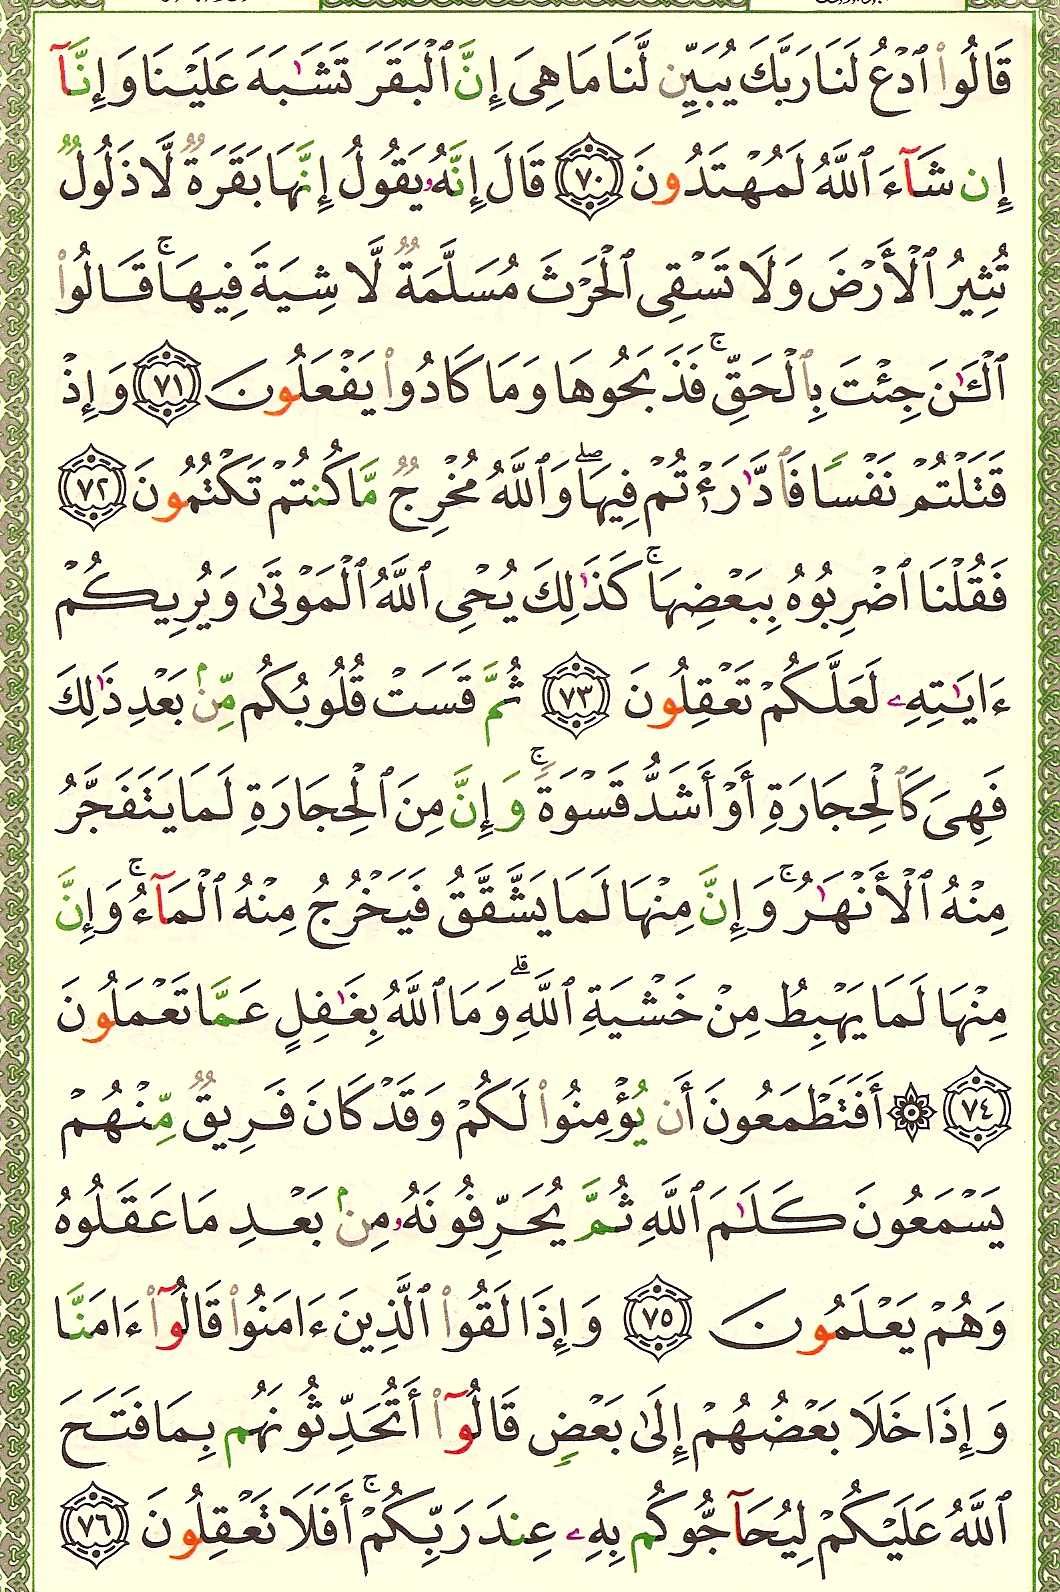 قَالُوا۟ ٱدْعُ لَنَا رَبَّكَ يُبَيِّن لَّنَا مَا هِىَ إِنَّ ٱلْبَقَرَ تَشَـٰبَهَ عَلَيْنَا وَإِنَّآ
إِن شَآءَ ٱللَّهُ لَمُهْتَدُونَ ٧٠ قَالَ إِنَّهُۥ يَقُولُ إِنَّهَا بَقَرَةٌ لَّا ذَلُولٌ
تُثِيرُ ٱلْأَرْضَ وَلَا تَسْقِى ٱلْحَرْثَ مُسَلَّمَةٌ لَّا شِيَةَ فِيهَا ۚ قَالُوا۟
ٱلْـَٔـٰنَ جِئْتَ بِٱلْحَقِّ ۚ فَذَبَحُوهَا وَمَا كَادُوا۟ يَفْعَلُونَ ٧١ وَإِذْ
قَتَلْتُمْ نَفْسًا فَٱدَّٰرَْٰٔتُمْ فِيهَا ۖ وَٱللَّهُ مُخْرِجٌ مَّا كُنتُمْ تَكْتُمُونَ ٧٢
فَقُلْنَا ٱضْرِبُوهُ بِبَعْضِهَا ۚ كَذَٰلِكَ يُحْىِ ٱللَّهُ ٱلْمَوْتَىٰ وَيُرِيكُمْ
ءَايَـٰتِهِۦ لَعَلَّكُمْ تَعْقِلُونَ ٧٣ ثُمَّ قَسَتْ قُلُوبُكُم مِّنۢ بَعْدِ ذَٰلِكَ
فَهِىَ كَٱلْحِجَارَةِ أَوْ أَشَدُّ قَسْوَةً ۚ وَإِنَّ مِنَ ٱلْحِجَارَةِ لَمَا يَتَفَجَّرُ
مِنْهُ ٱلْأَنْهَـٰرُ ۚ وَإِنَّ مِنْهَا لَمَا يَشَّقَّقُ فَيَخْرُجُ مِنْهُ ٱلْمَآءُ ۚ وَإِنَّ
مِنْهَا لَمَا يَهْبِطُ مِنْ خَشْيَةِ ٱللَّهِ ۗ وَمَا ٱللَّهُ بِغَـٰفِلٍ عَمَّا تَعْمَلُونَ
٧٤ ۞ أَفَتَطْمَعُونَ أَن يُؤْمِنُوا۟ لَكُمْ وَقَدْ كَانَ فَرِيقٌ مِّنْهُمْ
يَسْمَعُونَ كَلَـٰمَ ٱللَّهِ ثُمَّ يُحَرِّفُونَهُۥ مِنۢ بَعْدِ مَا عَقَلُوهُ
وَهُمْ يَعْلَمُونَ ٧٥ وَإِذَا لَقُوا۟ ٱلَّذِينَ ءَامَنُوا۟ قَالُوٓا۟ ءَامَنَّا
وَإِذَا خَلَا بَعْضُهُمْ إِلَىٰ بَعْضٍ قَالُوٓا۟ أَتُحَدِّثُونَهُم بِمَا فَتَحَ
ٱللَّهُ عَلَيْكُمْ لِيُحَآجُّوكُم بِهِۦ عِندَ رَبِّكُمْ ۚ أَفَلَا تَعْقِلُونَ ٧٦